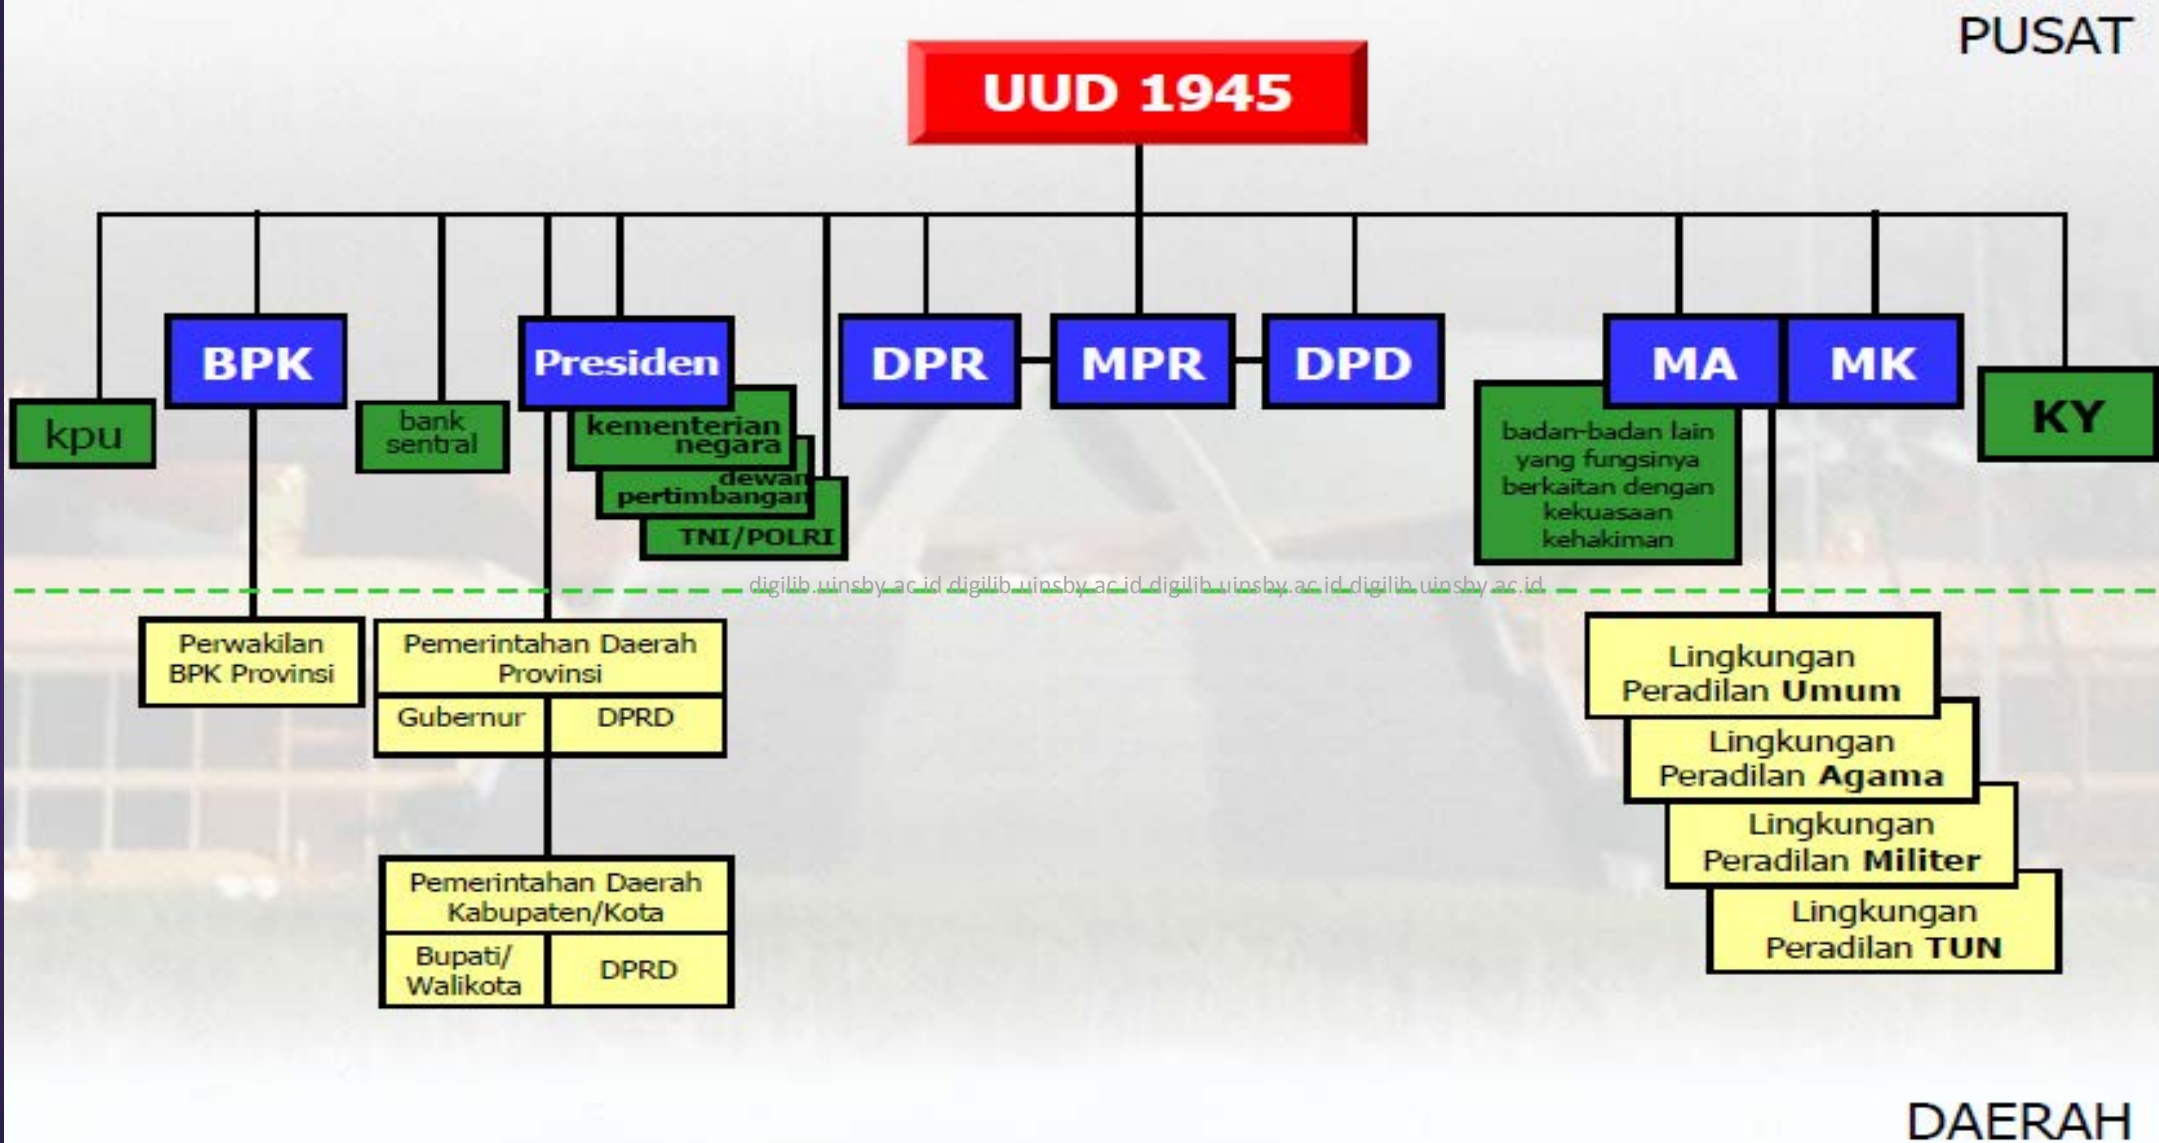 PUSAT
UUD 1945
BPK
Presiden
DPR
MPR
DPD
MA
MK
kpu
bank
sentral
kementerian
negara
dewan
pertimbangan
TNI/POLRI
badan-badan lain
yang fungsinya
berkaitan dengan
kekuasaan
kehakiman
KY
digilib.uinsby.ac.id digilib.uinsby.ac.id digilib.uinsby.ac.id digilib.uinsby.ac.id
Perwakilan
BPK Provinsi
Pemerintahan Daerah
Provinsi
Gubernur
DPRD
Pemerintahan Daerah
Kabupaten/Kota
Bupati/
Walikota
DPRD
Lingkungan
Peradilan Umum
Lingkungan
Peradilan Agama
Lingkungan
Peradilan Militer
Lingkungan
Peradilan TUN
DAERAH